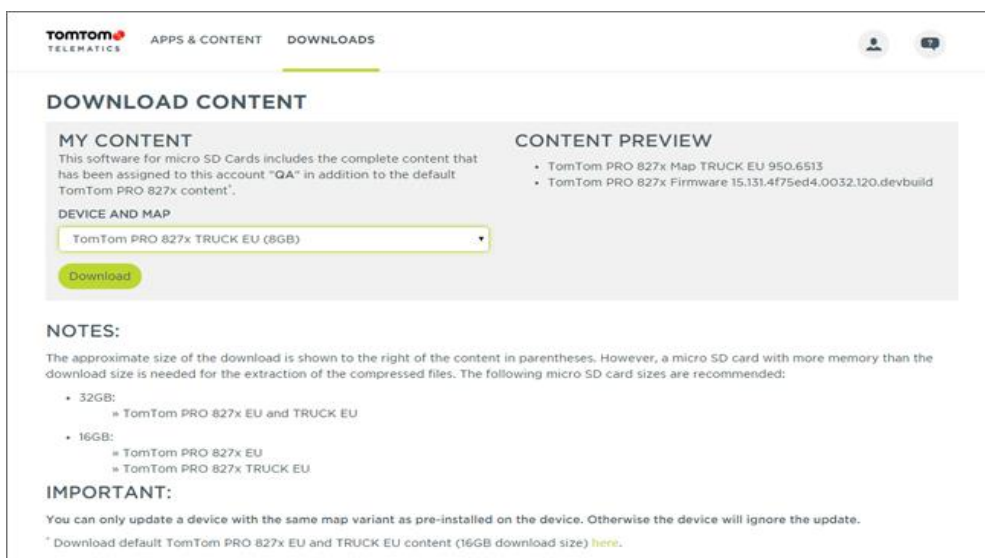 TOMTOM
TELEMATICS
APPS & CONTENT
DOWNLOADS
DOWNLOAD CONTENT
MY CONTENT
This software for micro SD Cards includes the complete content that
has been assigned to this account "QA" in addition to the default
TomTom PRO 827x content*.
DEVICE AND MAP
TomTom PRO 827x TRUCK EU (8GB)
Download
CONTENT PREVIEW
• TomTom PRO 827x Map TRUCK EU 950.6513
• TomTom PRO 827x Firmware 15.131.4f75ed4.0032.120.devbuild
NOTES:
The approximate size of the download is shown to the right of the content in parentheses. However, a micro SD card with more memory than the
download size is needed for the extraction of the compressed files. The following micro SD card sizes are recommended:
• 32GB:
» TomTom PRO 827x EU and TRUCK EU
• 16GB:
» TomTom PRO 827x EU
» TomTom PRO 827x TRUCK EU
IMPORTANT:
You can only update a device with the same map variant as pre-installed on the device. Otherwise the device will ignore the update.
* Download default TomTom PRO 827x EU and TRUCK EU content (16GB download size) here.